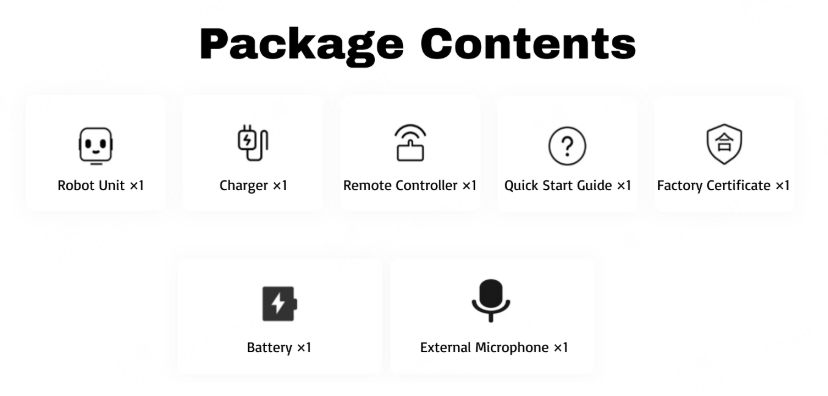 Package Contents
Robot Unit ×1
Charger ×1
Remote Controller ×1
Quick Start Guide ×1
合
Factory Certificate ×1
Battery ×1
External Microphone ×1